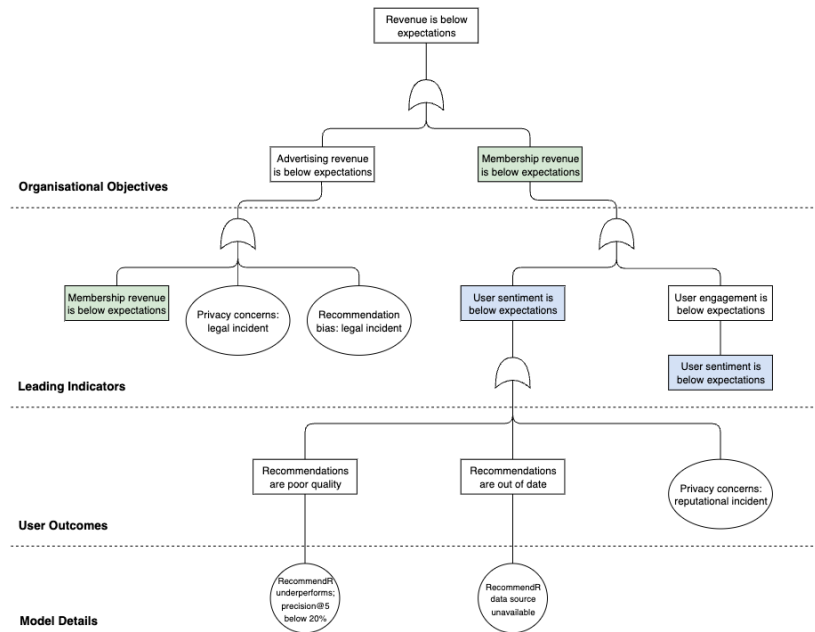 Revenue is below
expectations
Advertising revenue
is below expectations
Membership revenue
is below expectations
Organisational Objectives
Membership revenue
is below expectations
Privacy concerns:
legal incident
Recommendation
bias: legal incident
User sentiment is
below expectations
User engagement is
below expectations
User sentiment is
below expectations
Leading Indicators
Recommendations
are poor quality
Recommendations
are out of date
Privacy concerns:
reputational incident
User Outcomes
RecommendR
underperforms;
precision@5
below 20%
RecommendR
data source
unavailable
Model Details